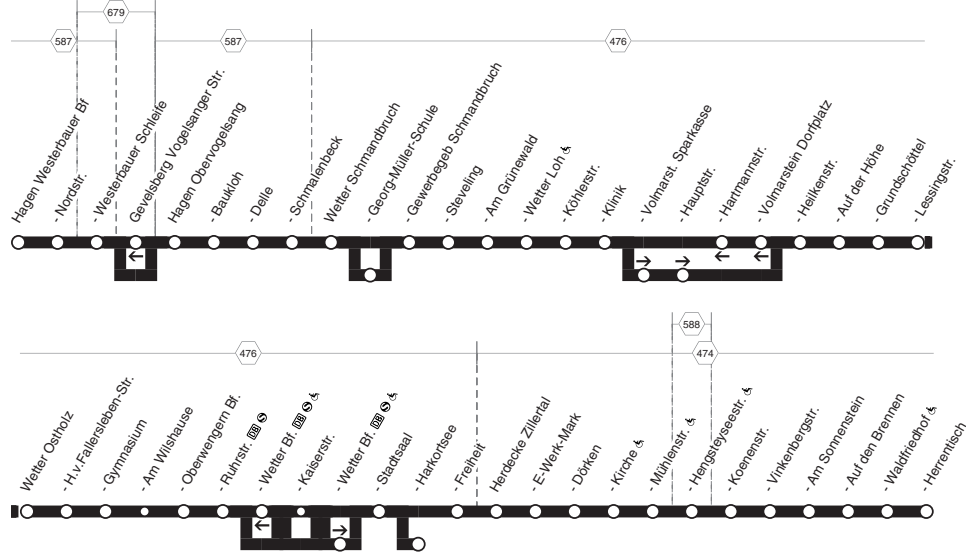 679
587
587
476
Hagen Westerbauer Bf
- Nordstr.
- Westerbauer Schleife
Gevelsberg Vogelsanger Str.
Hagen Obervogelsang
- Baukloh
- Delle
- Schmalenbeck
Wetter Schmandbruch
- Georg-Müller-Schule
- Gewerbegeb Schmandbruch
- Steveling
- Am Grünewald
- Wetter Loh
- Köhlerstr.
- Klinik
- Volmarst. Sparkasse
- Hauptstr.
- Hartmannstr.
- Volmarstein Dorfplatz
- Heilkenstr.
- Auf der Höhe
- Grundschöttel
- Lessingstr.
588
476
474
Wetter Ostholz
- H.v.Fallersleben-Str.
- Gymnasium
- Am Wilshause
- Oberwengern Bf.
- Ruhrstr. DB S
- Wetter Bf. DB S
- Kaiserstr.
- Wetter Bf. DB S
- Stadtsaal
- Harkortsee
- Freiheit
Herdecke Zillertal
- E-Werk-Mark
- Dörken
- Kirche
- Mühlenstr.
- Hengsteyseestr.
- Koenenstr.
- Vinkenbergstr.
- Am Sonnenstein
- Auf den Brennen
- Waldfriedhof
- Herrentisch